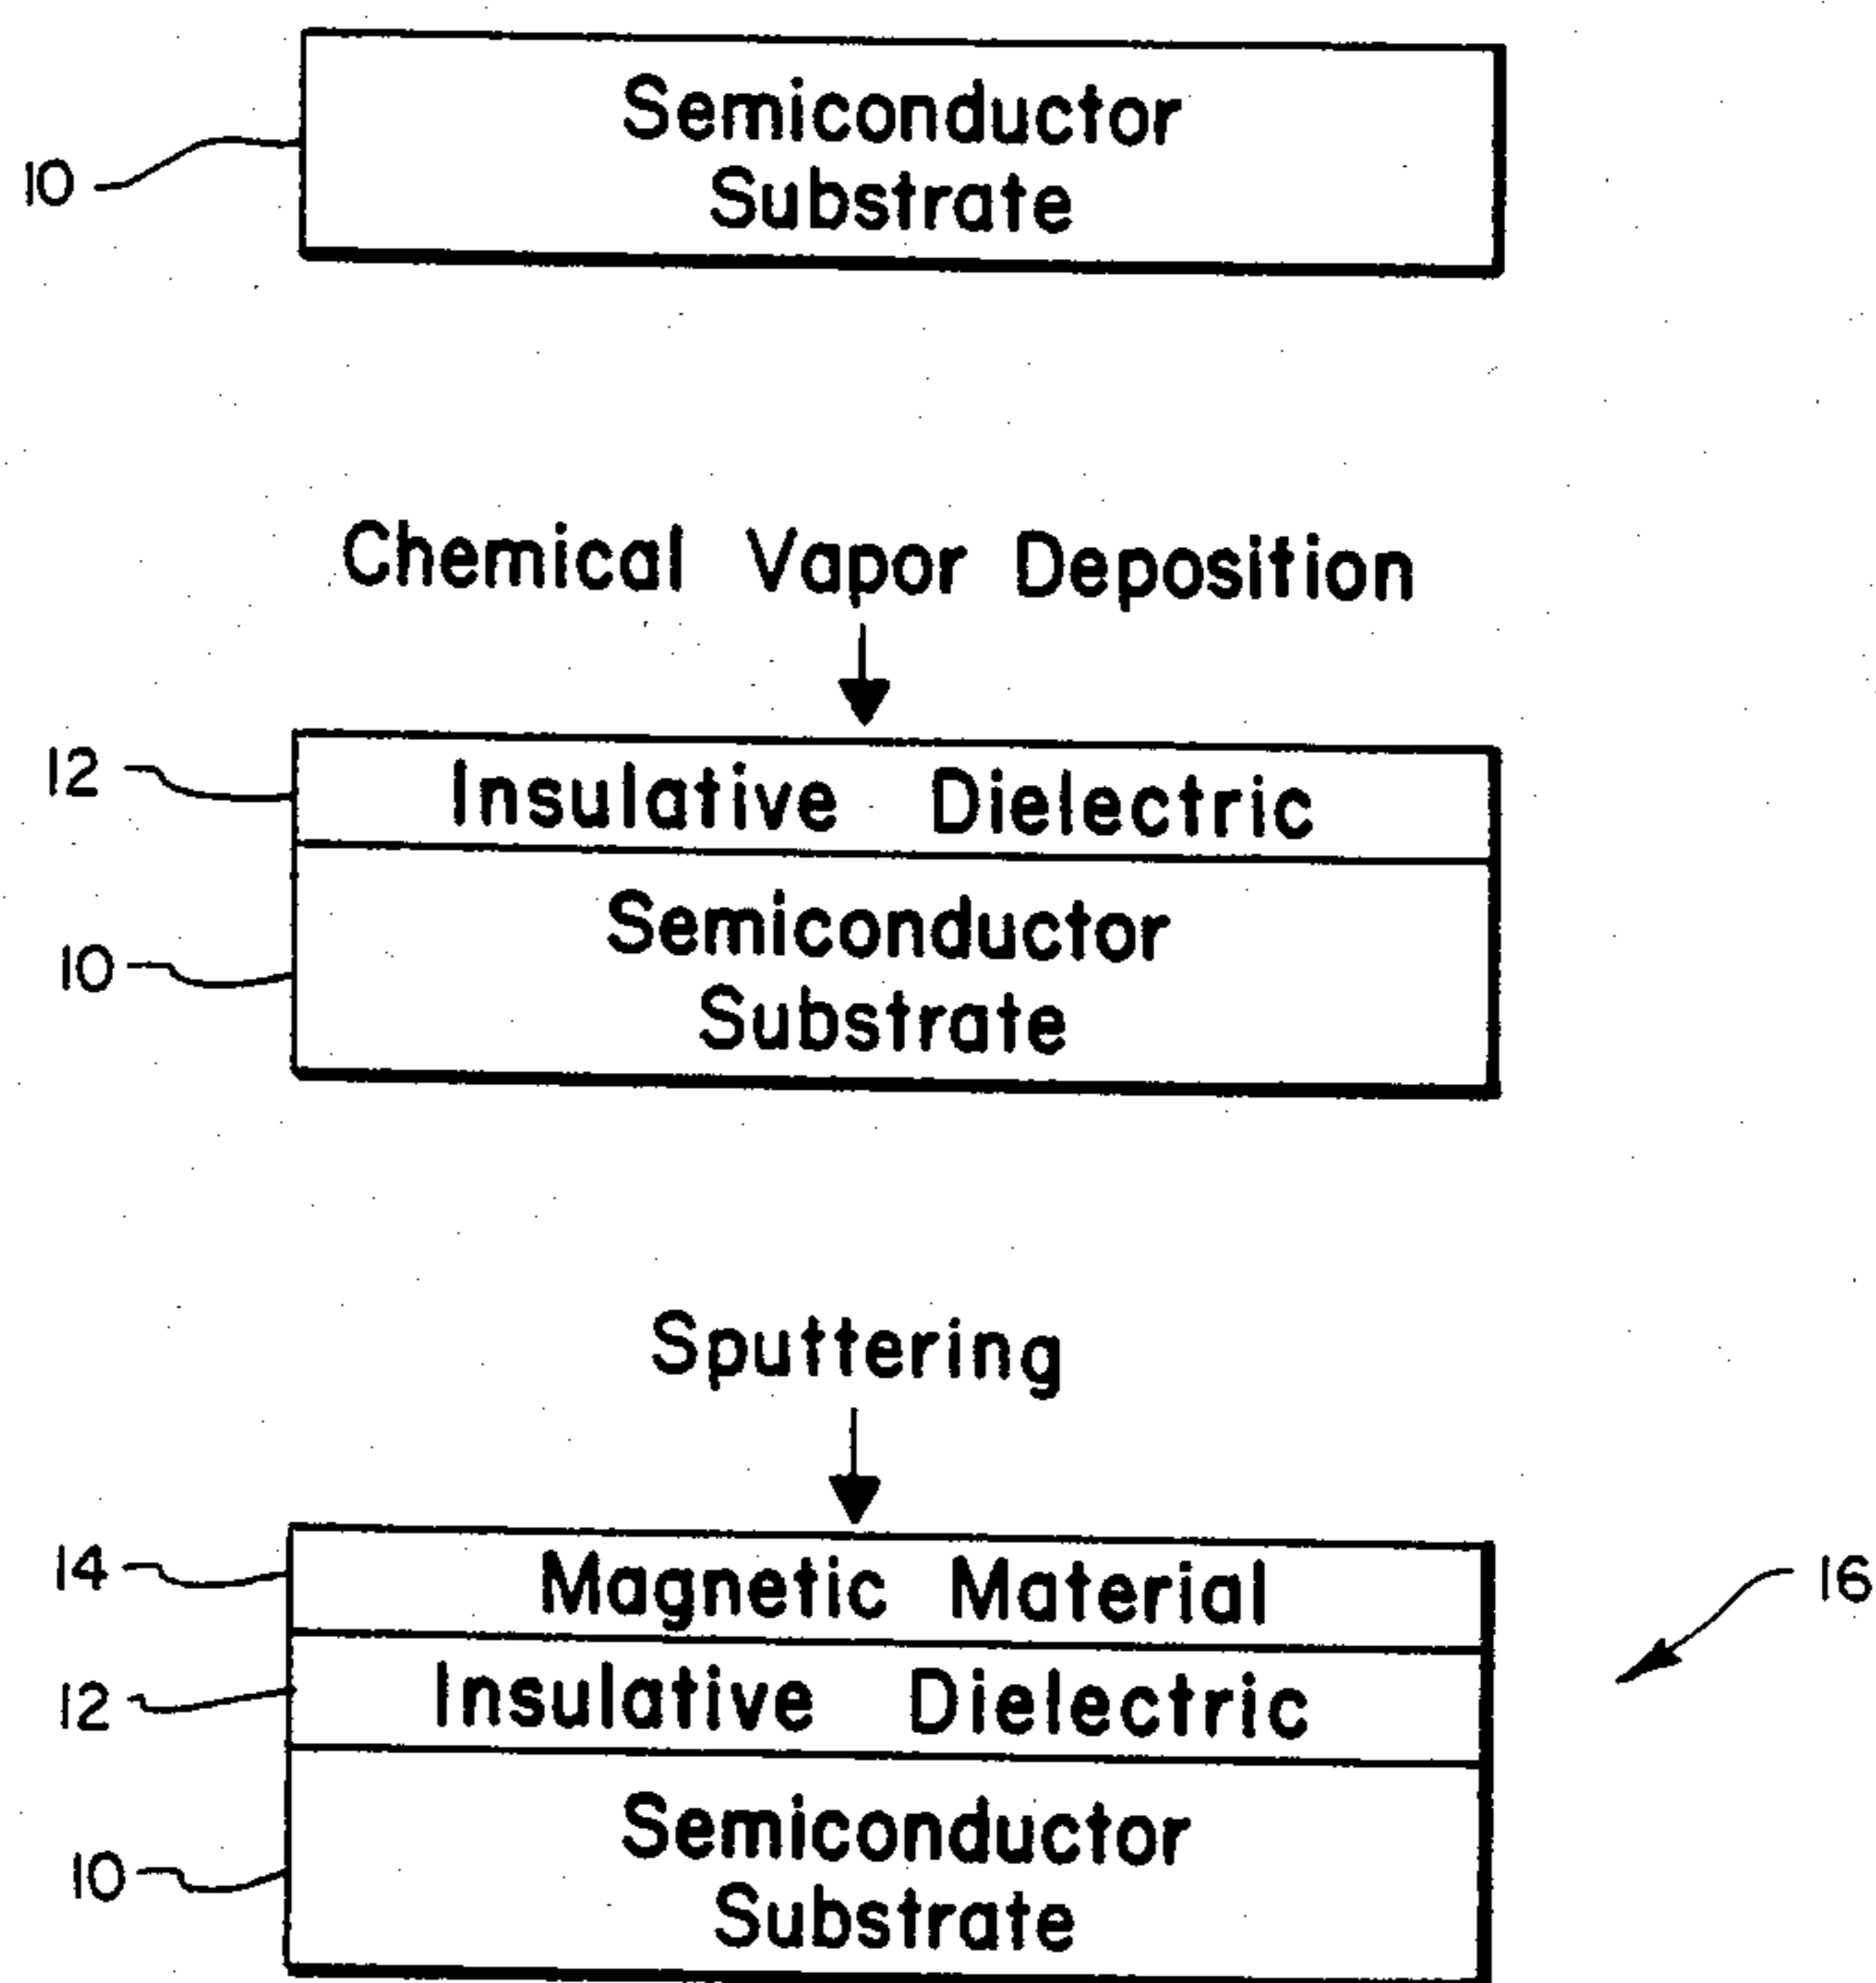 Semiconductor
10
Substrate
Chemical Vapor Deposition
12
Insulative Dielectric
Semiconductor
10
Substrate
Sputtering
14
Magnetic Material
16
12
Insulative Dielectric
Semiconductor
10
Substrate